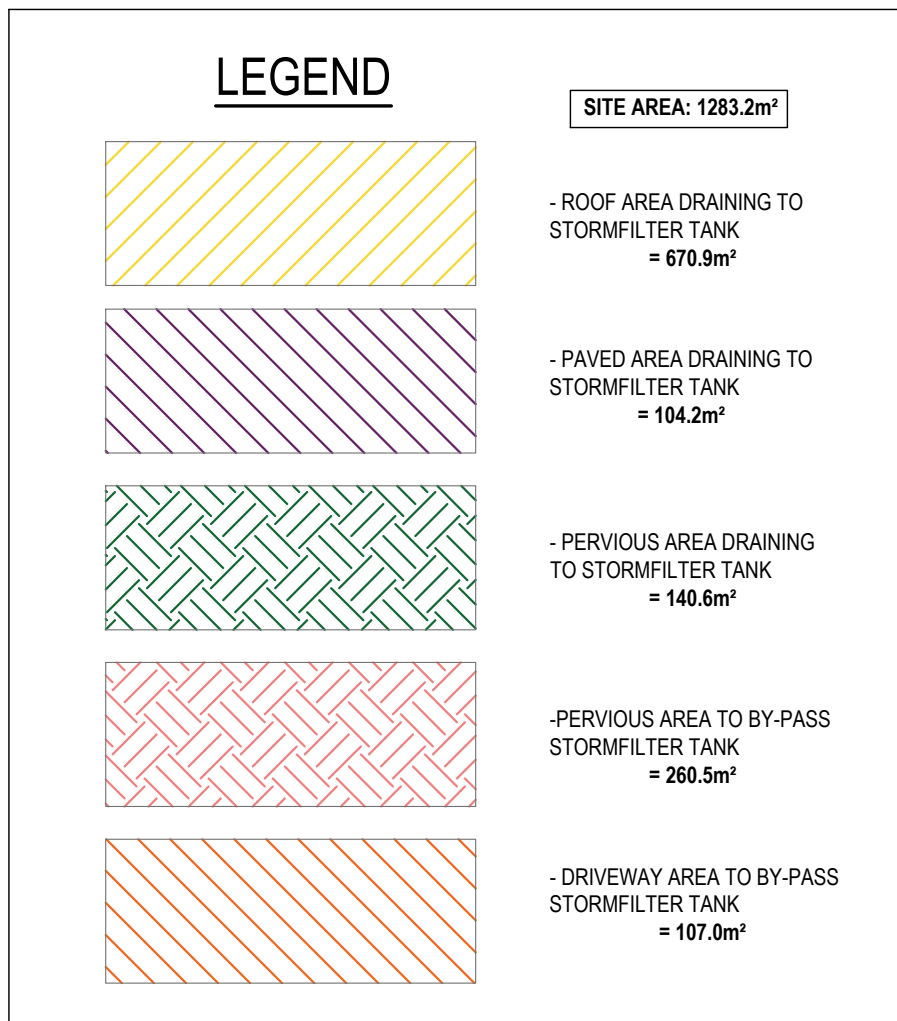 LEGEND
SITE AREA: 1283.2m²
- ROOF AREA DRAINING TO
STORMFILTER TANK
= 670.9m²
- PAVED AREA DRAINING TO
STORMFILTER TANK
= 104.2m²
- PERVIOUS AREA DRAINING
TO STORMFILTER TANK
= 140.6m²
-PERVIOUS AREA TO BY-PASS
STORMFILTER TANK
= 260.5m²
- DRIVEWAY AREA TO BY-PASS
STORMFILTER TANK
= 107.0m²